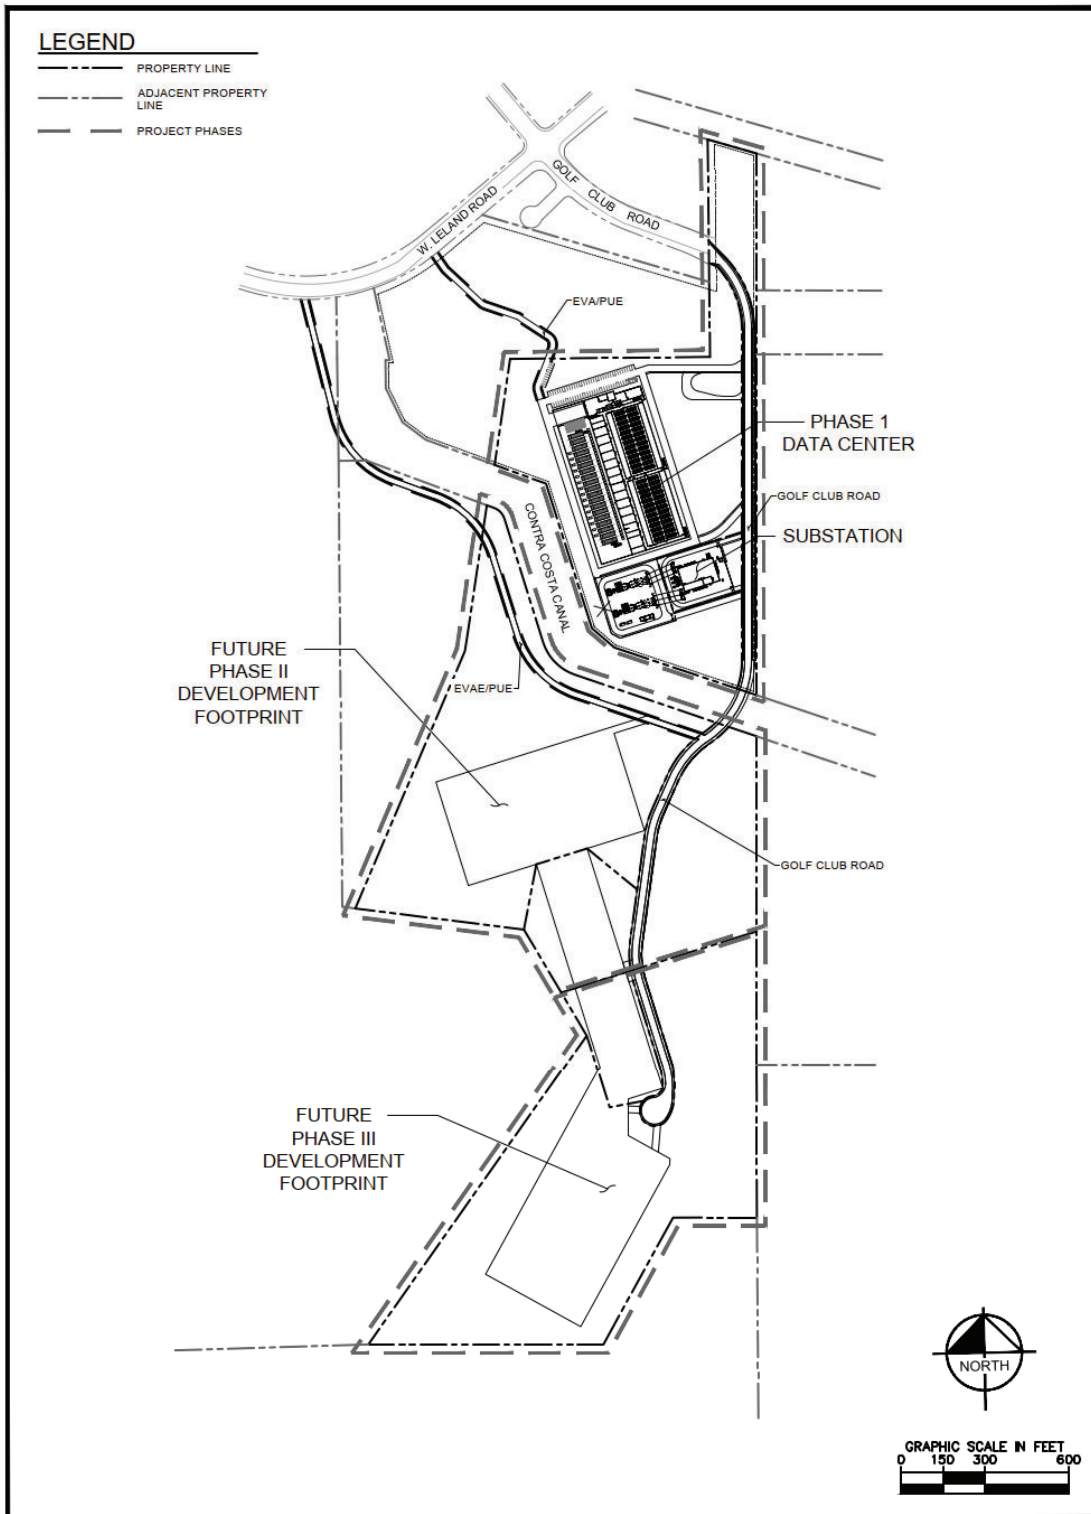 LEGEND
PROPERTY LINE
ADJACENT PROPERTY
LINE
PROJECT PHASES
W. LELAND ROAD
GOLF CLUB ROAD
EVA/PUE
PHASE 1
DATA CENTER
GOLF CLUB ROAD
SUBSTATION
CONTRA COSTA CANAL
FUTURE
PHASE II
DEVELOPMENT
FOOTPRINT
EVAE/PUE
GOLF CLUB ROAD
FUTURE
PHASE III
DEVELOPMENT
FOOTPRINT
NORTH
GRAPHIC SCALE IN FEET
0 150 300 600